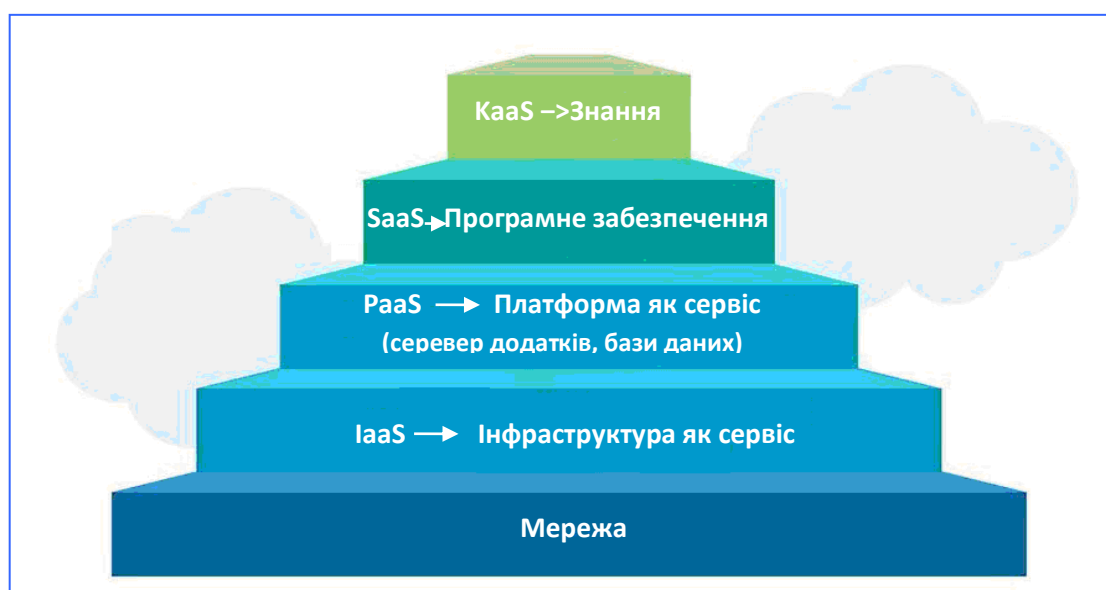 KaaS –>Знання
SaaS → Програмне забезпечення
PaaS → Платформа як сервіс
(серевер додатків, бази даних)
IaaS → Інфраструктура як сервіс
Мережа